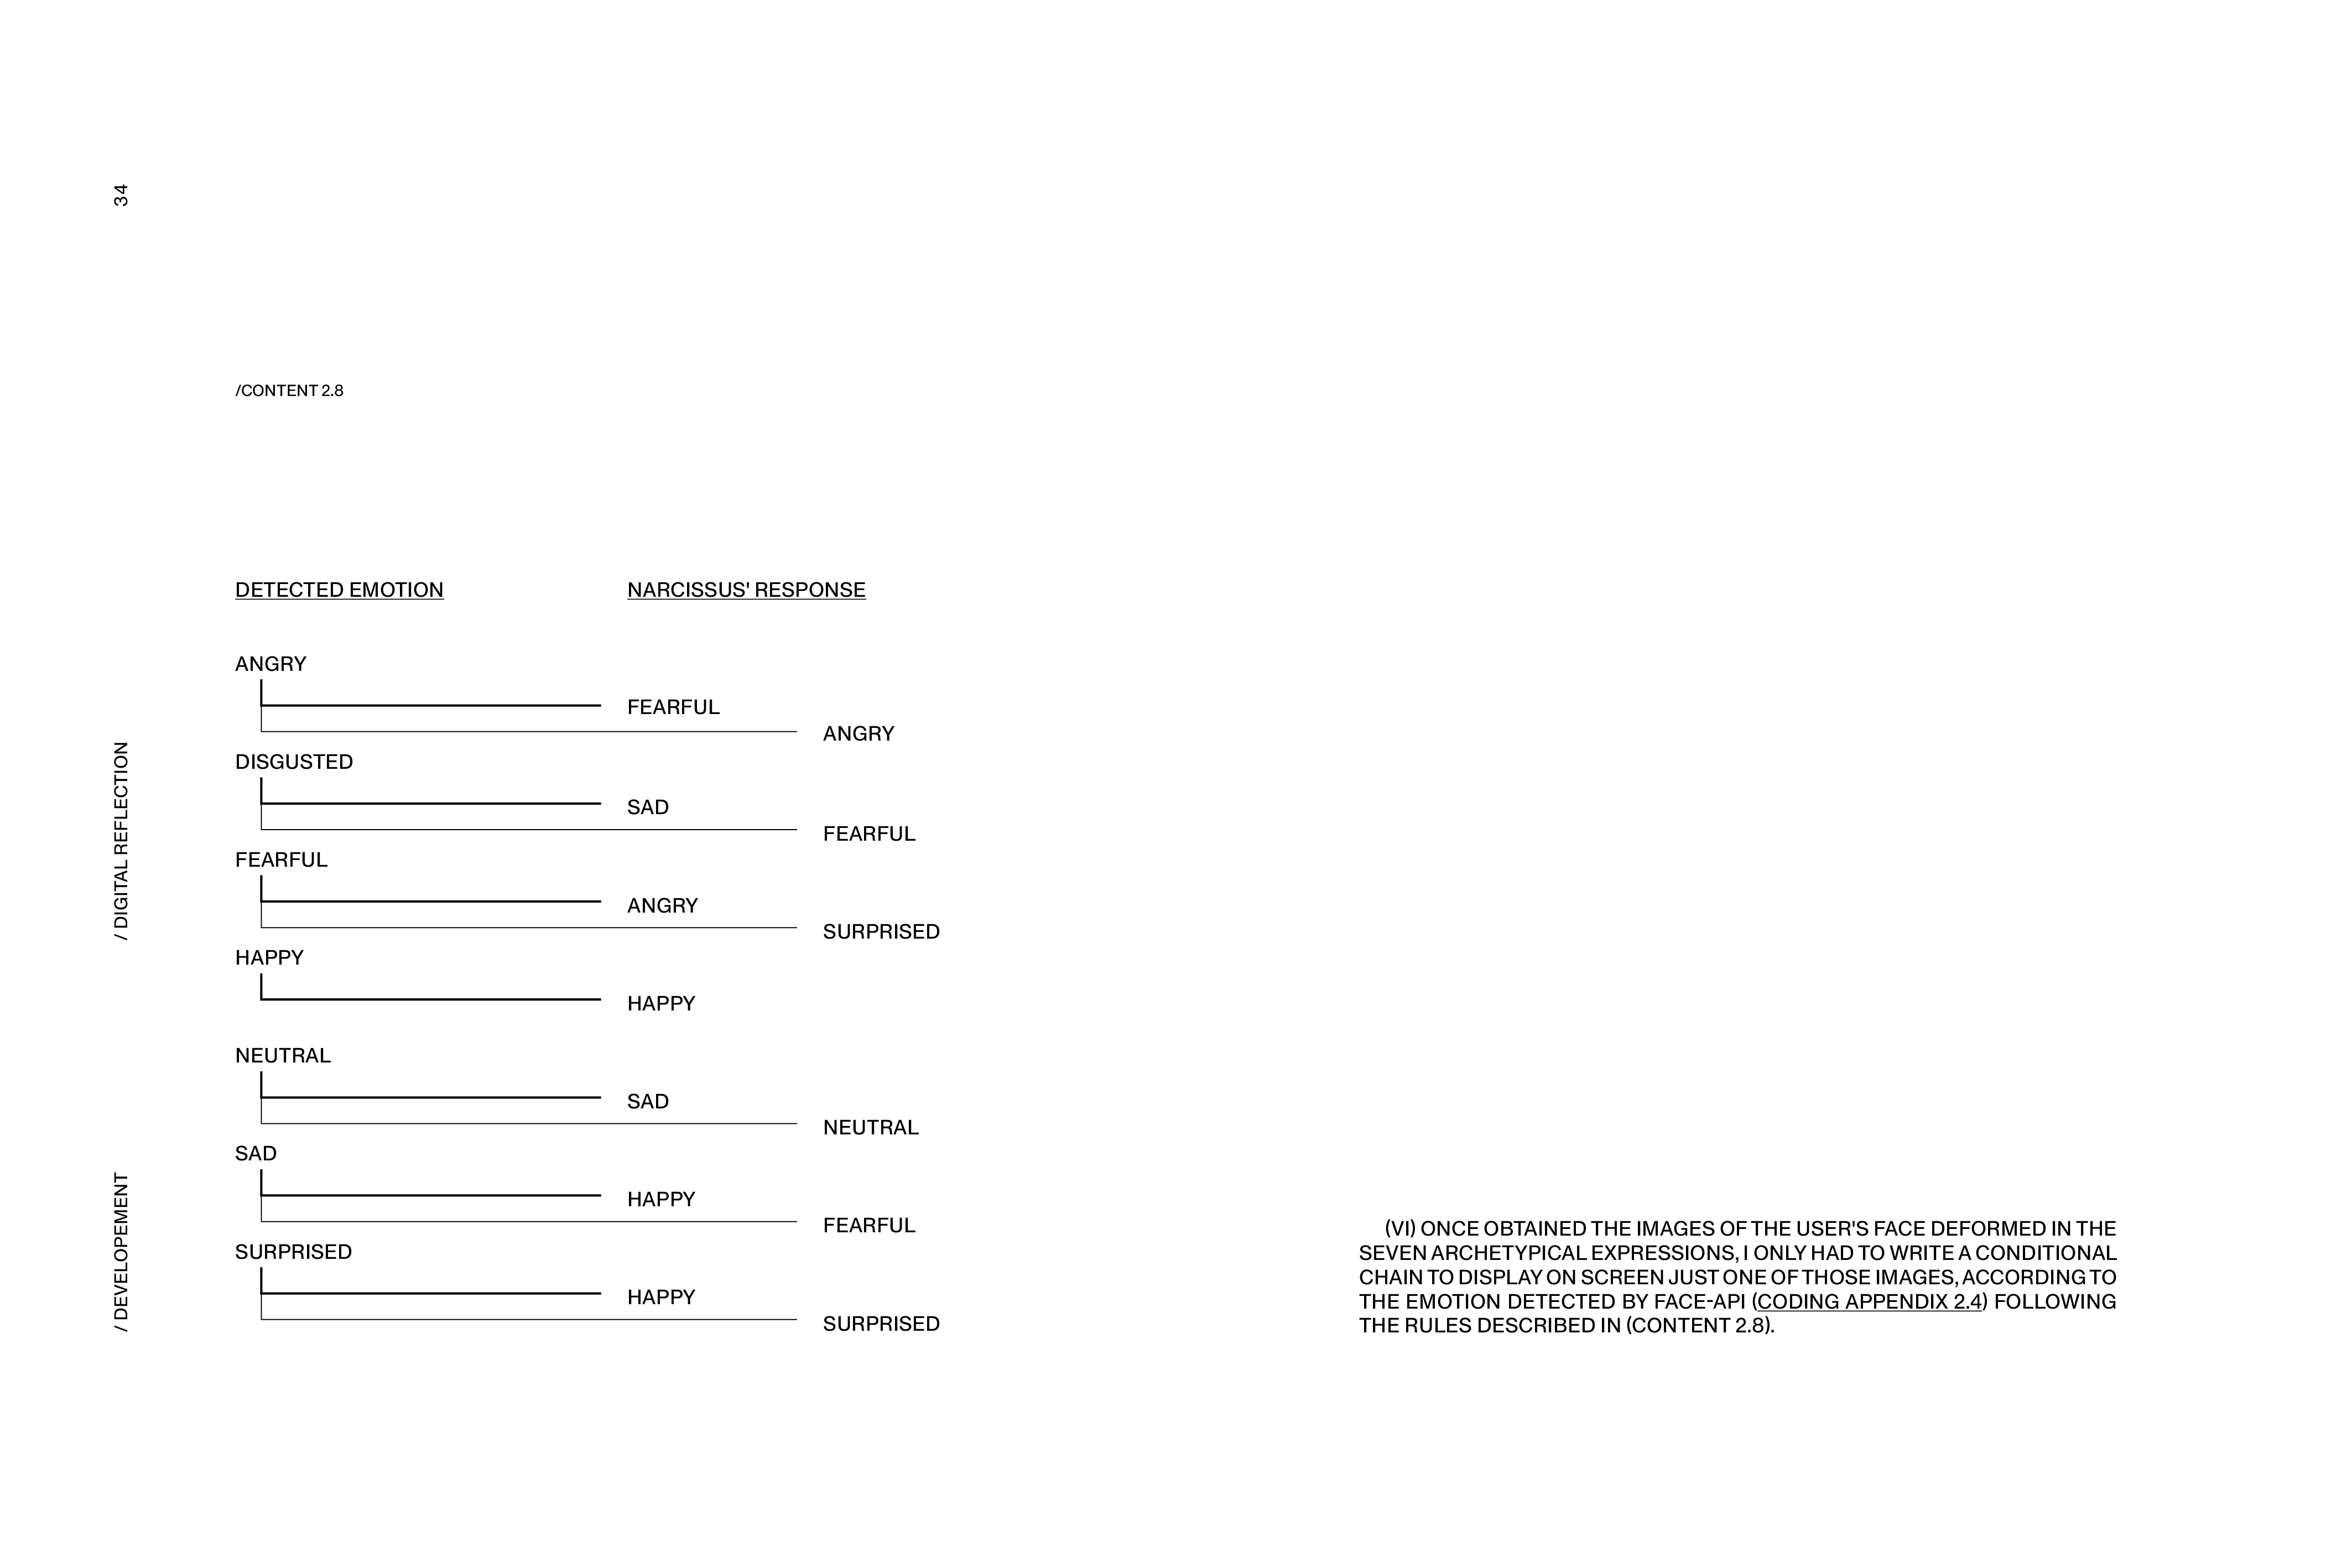 34
/ DIGITAL REFLECTION
/ DEVELOPEMENT
/CONTENT 2.8
DETECTED EMOTION
NARCISSUS' RESPONSE
ANGRY
FEARFUL
ANGRY
DISGUSTED
SAD
FEARFUL
FEARFUL
ANGRY
SURPRISED
HAPPY
HAPPY
NEUTRAL
SAD
NEUTRAL
SAD
HAPPY
FEARFUL
SURPRISED
HAPPY
SURPRISED
(VI) ONCE OBTAINED THE IMAGES OF THE USER'S FACE DEFORMED IN THE
SEVEN ARCHETYPICAL EXPRESSIONS, I ONLY HAD TO WRITE A CONDITIONAL
CHAIN TO DISPLAY ON SCREEN JUST ONE OF THOSE IMAGES, ACCORDING TO
THE EMOTION DETECTED BY FACE-API (CODING APPENDIX 2.4) FOLLOWING
THE RULES DESCRIBED IN (CONTENT 2.8).